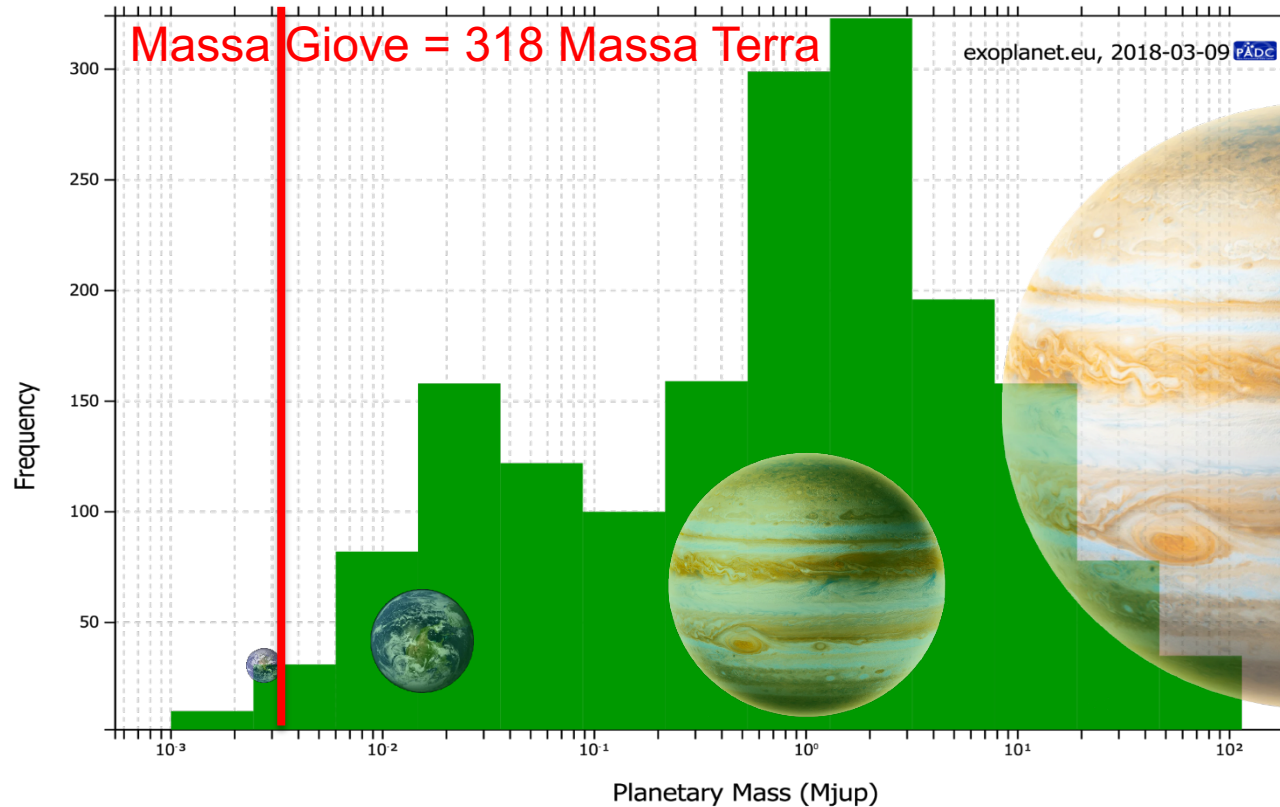 Massa Giove = 318 Massa Terra
exoplanet.eu, 2018-03-09 PADC
300
250
200
150
100
50
Frequency
10⁻³ 10⁻² 10⁻¹ 10⁰ 10¹ 10²
Planetary Mass (Mjup)